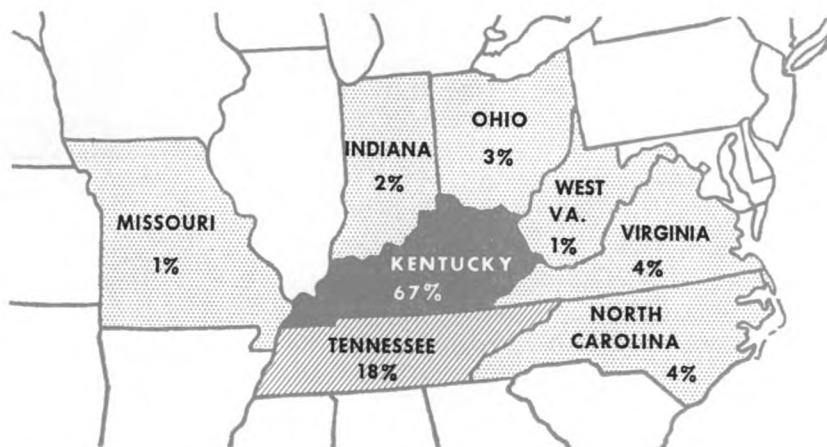 OHIO
3%
INDIANA
2%
WEST
VA.
1%
MISSOURI
1%
VIRGINIA
4%
KENTUCKY
67%
NORTH
CAROLINA
4%
TENNESSEE
18%